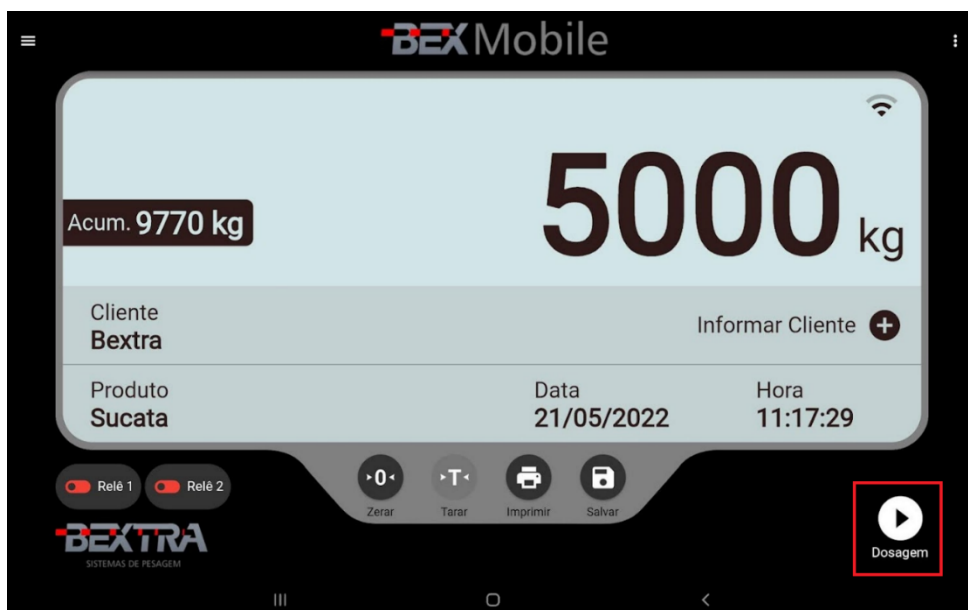 BEX Mobile
5000 kg
Acum. 9770 kg
Cliente
Bextra
Informar Cliente
Produto
Sucata
Data
21/05/2022
Hora
11:17:29
Relê 1
Relê 2
0
Zerar
T
Tarar
Imprimir
Salvar
Dosagem
BEXTRA
SISTEMAS DE PESAGEM